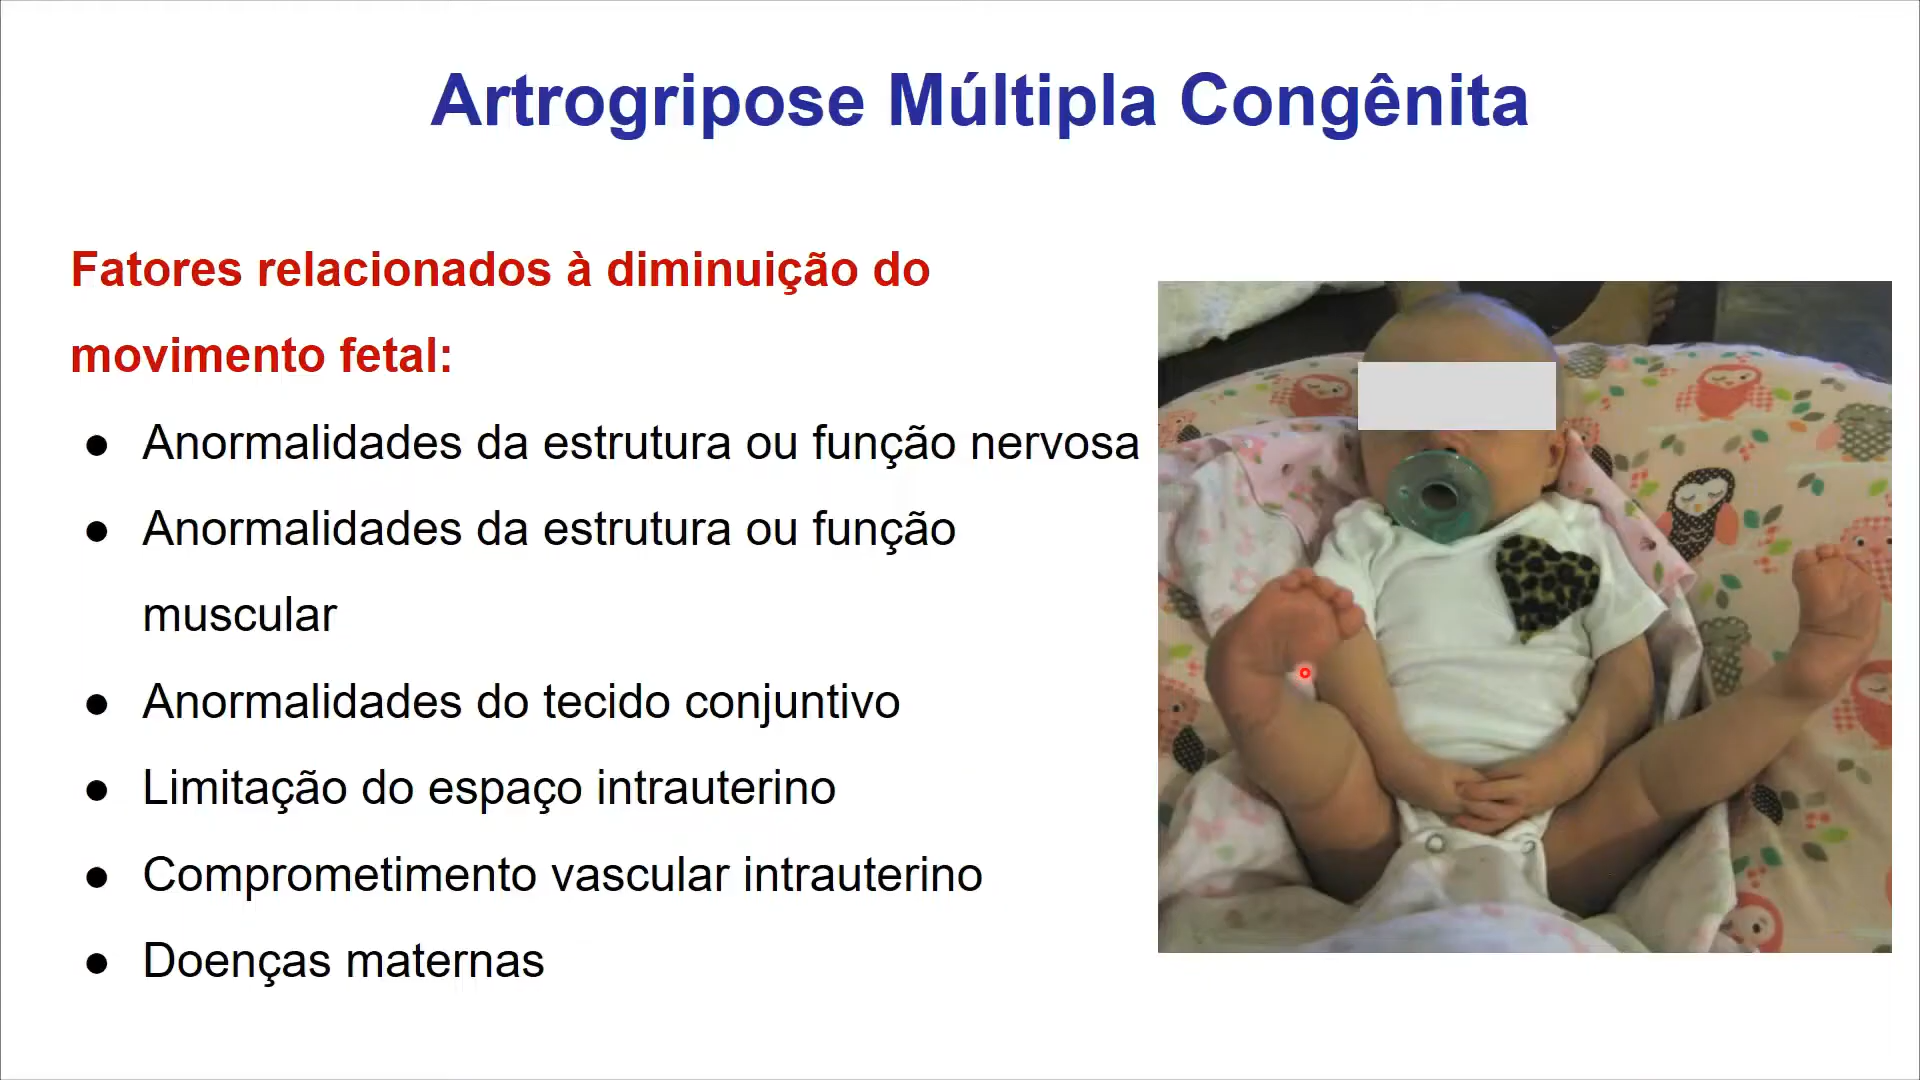 Artrogripose Múltipla Congênita
Fatores relacionados à diminuição do
movimento fetal:
● Anormalidades da estrutura ou função nervosa
● Anormalidades da estrutura ou função
muscular
● Anormalidades do tecido conjuntivo
● Limitação do espaço intrauterino
● Comprometimento vascular intrauterino
● Doenças maternas